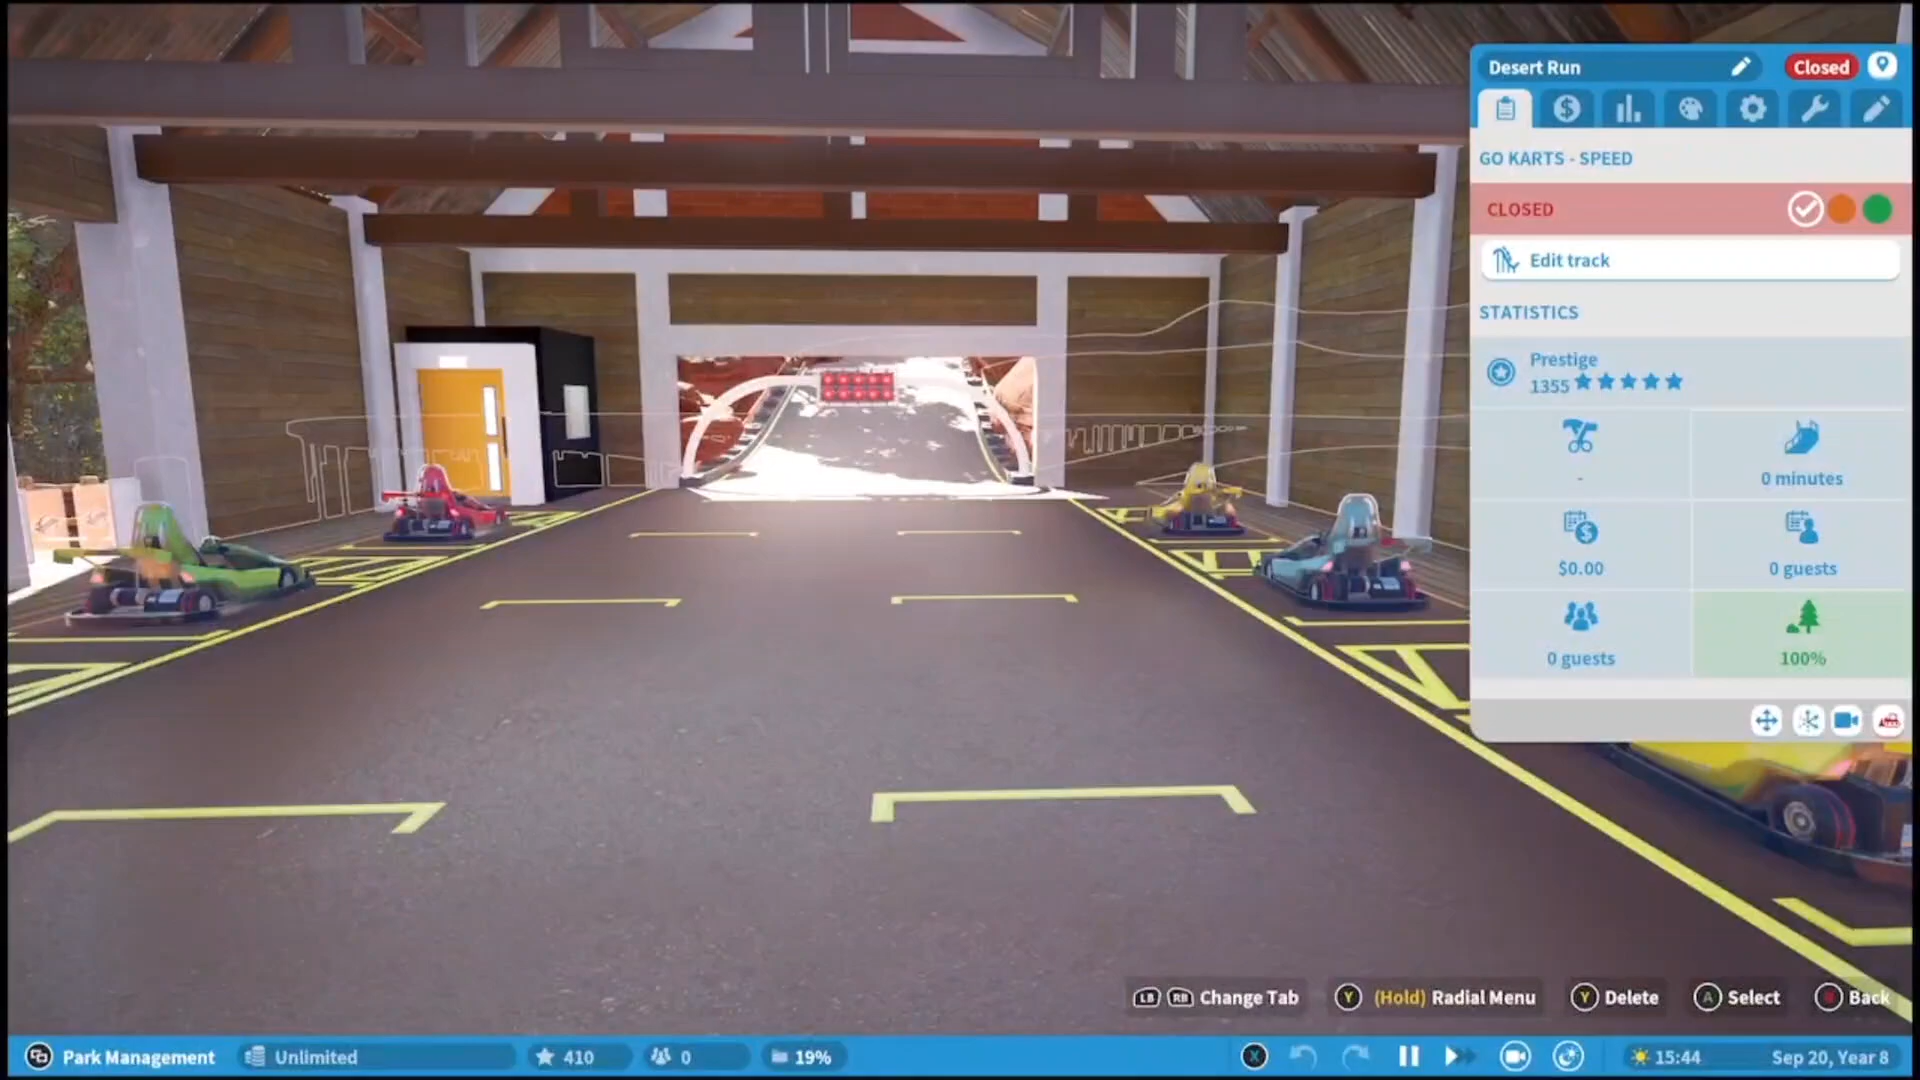 Desert Run
Closed
GO KARTS - SPEED
CLOSED
Edit track
STATISTICS
Prestige
1355
-
0 minutes
$0.00
0 guests
0 guests
100%
LB RB Change Tab
Y (Hold) Radial Menu
Y Delete
A Select
Back
Park Management
Unlimited
410
0
19%
X
15:44
Sep 20, Year 8